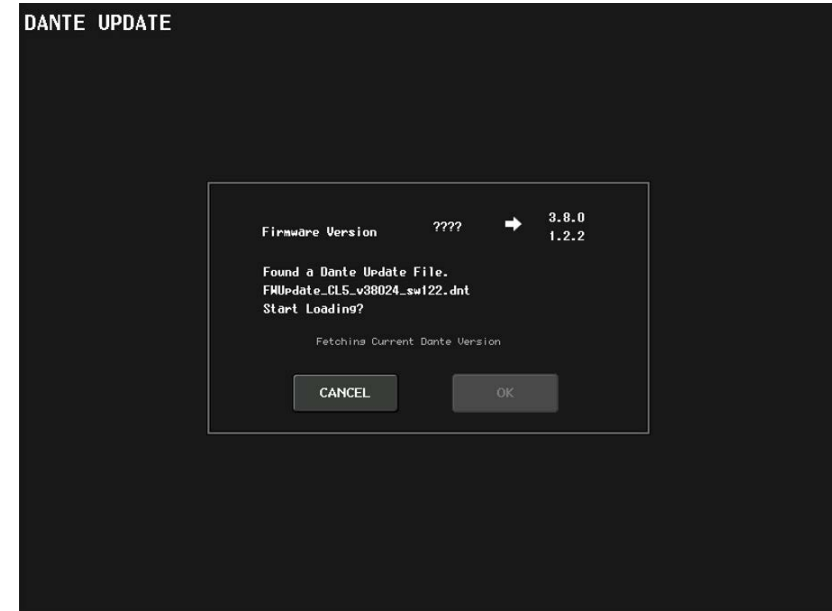 DANTE UPDATE
Firmware Version ???? 3.8.0
1.2.2
Found a Dante Update File.
FWUpdate_CL5_v38024_sw122.dnt
Start Loading?
Fetching Current Dante Version
CANCEL OK